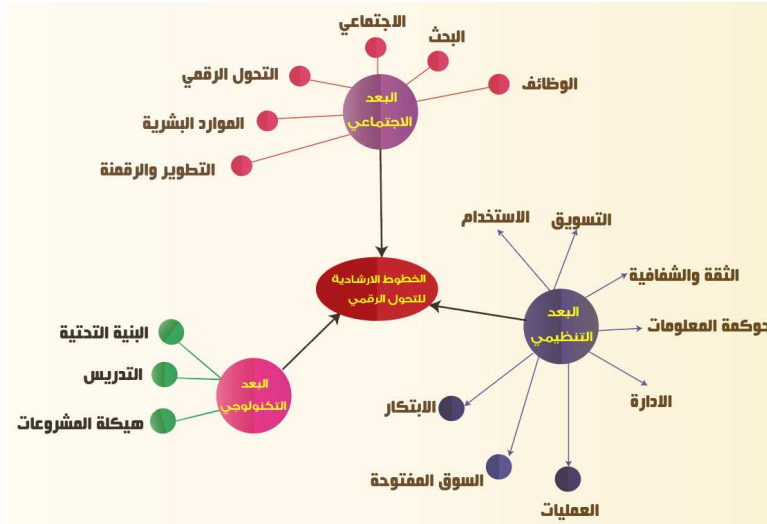 الاجتماعي
البحث
الوظائف
التحول الرقمي
الموارد البشرية
التطوير والرقمنة
البعد
الاجتماعي
الاستخدام
التسويق
الثقة والشفافية
حوكمة المعلومات
الادارة
العمليات
السوق المفتوحة
الابتكار
البعد
التنظيمي
الخطوط الارشادية
للتحول الرقمي
البنية التحتية
التدريس
هيكلة المشروعات
البعد
التكنولوجي